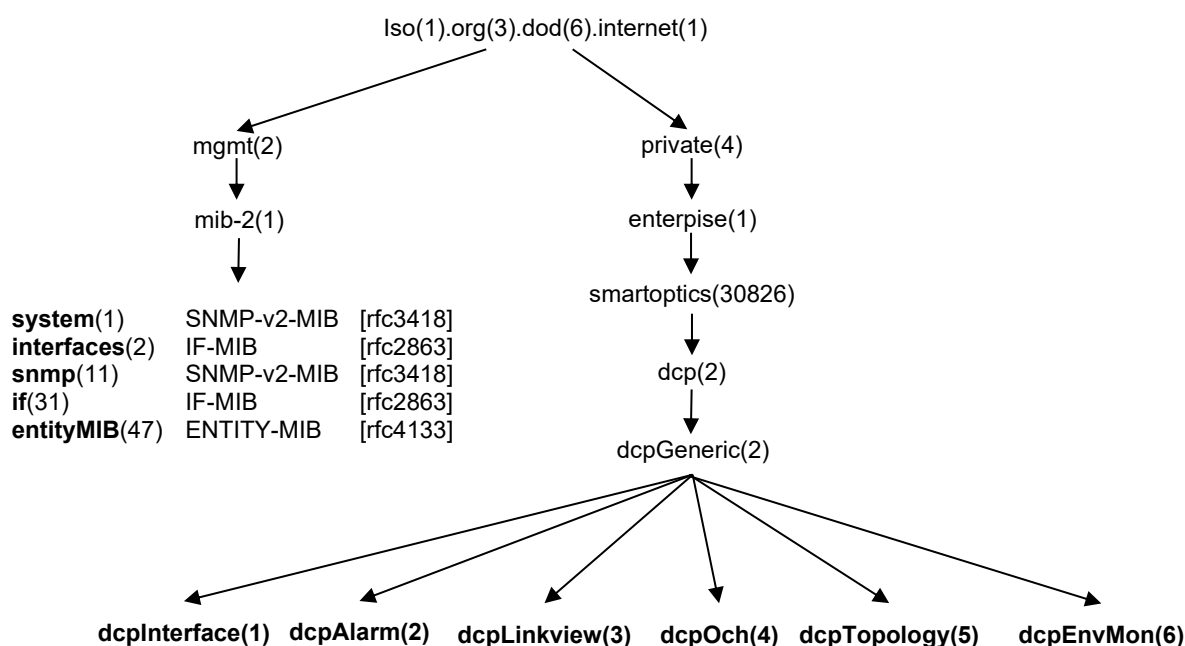 Iso(1).org(3).dod(6).internet(1)
mgmt(2)
private(4)
mib-2(1)
enterpise(1)
smartoptics(30826)
system(1) SNMP-v2-MIB [rfc3418]
interfaces(2) IF-MIB [rfc2863]
snmp(11) SNMP-v2-MIB [rfc3418]
if(31) IF-MIB [rfc2863]
entityMIB(47) ENTITY-MIB [rfc4133]
dcp(2)
dcpGeneric(2)
dcpInterface(1) dcpAlarm(2) dcpLinkview(3) dcpOch(4) dcpTopology(5) dcpEnvMon(6)